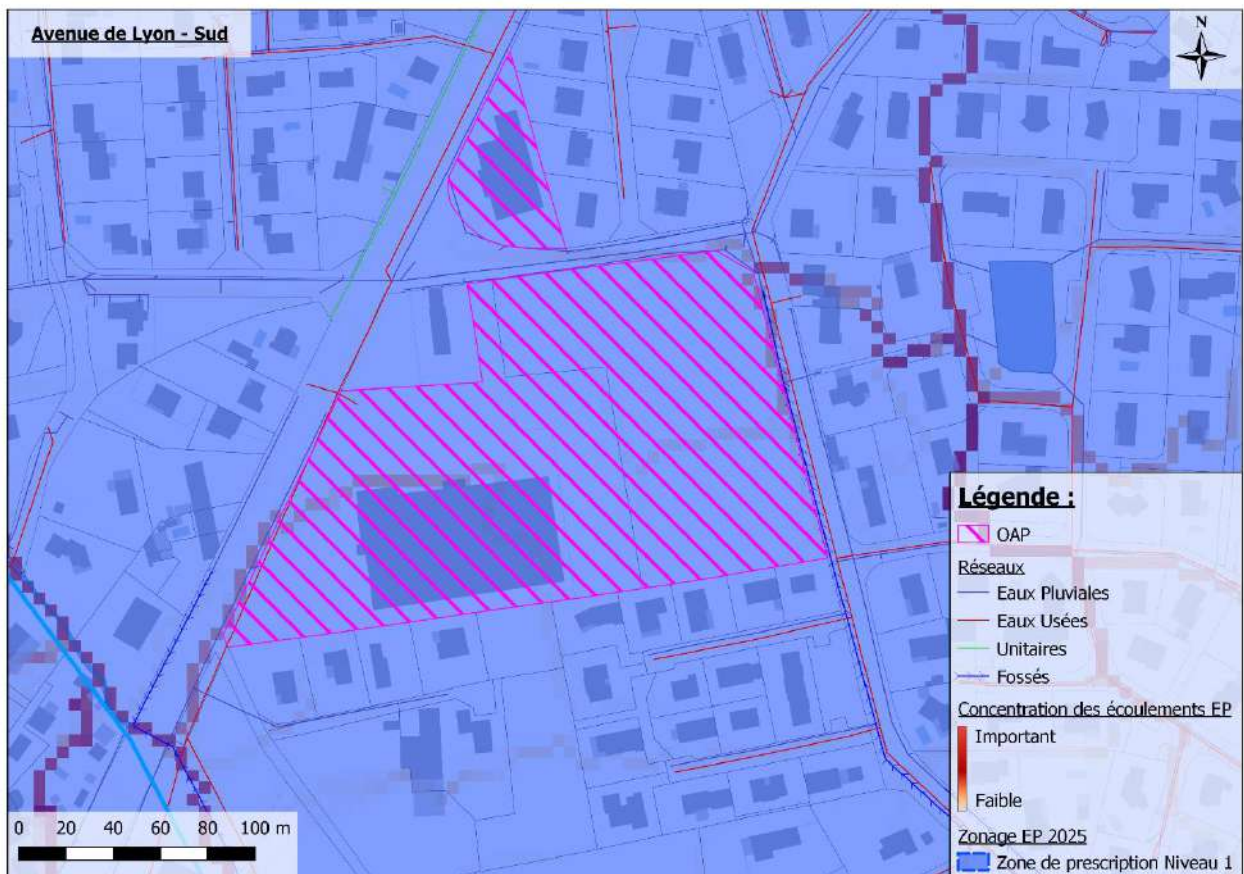 Avenue de Lyon - Sud
N
Légende :
OAP
Réseaux
Eaux Pluviales
Eaux Usées
Unitaires
Fossés
Concentration des écoulements EP
Important
Faible
Zonage EP 2025
Zone de prescription Niveau 1
0 20 40 60 80 100 m